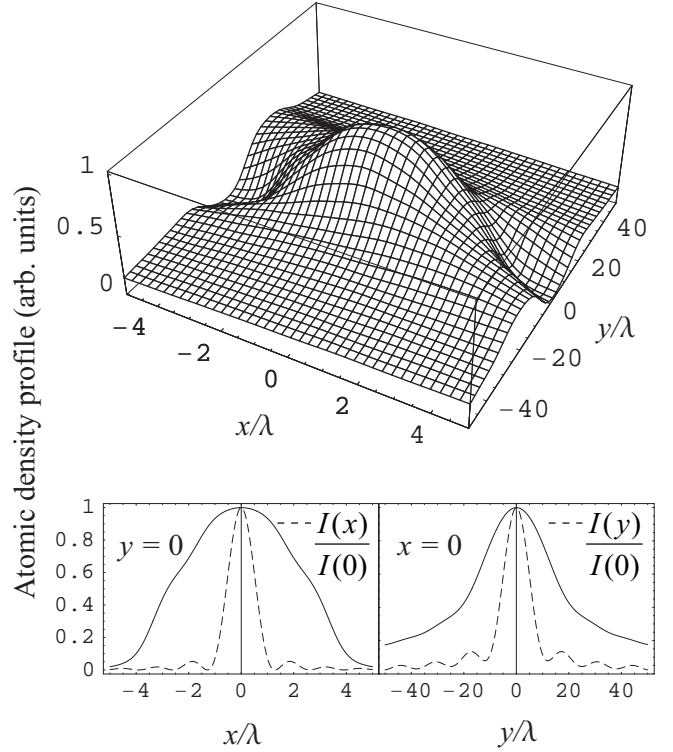 Atomic density profile (arb. units)
1
0.5
0
-4
-2
0
2
4
x/λ
40
20
0
-20
-40
y/λ
1
0.8
0.6
0.4
0.2
0
y = 0
I(x)
I(0)
-4 -2 0 2 4
x/λ
x = 0
I(y)
I(0)
-40 -20 0 20 40
y/λ